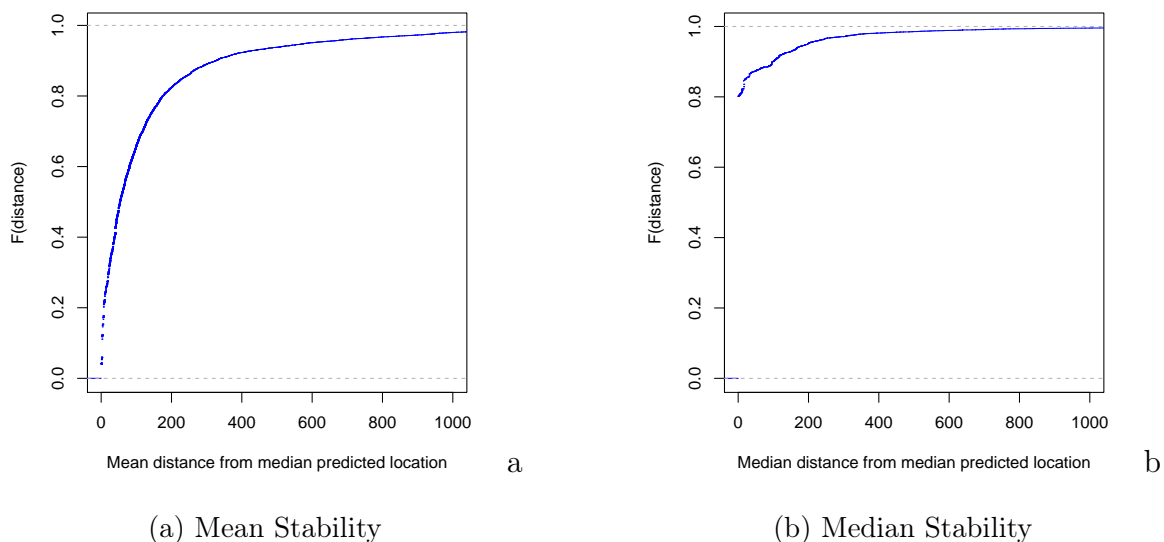 F(distance)
1.0
0.8
0.6
0.4
0.2
0.0
0 200 400 600 800 1000
Mean distance from median predicted location
a
(a) Mean Stability
F(distance)
1.0
0.8
0.6
0.4
0.2
0.0
0 200 400 600 800 1000
Median distance from median predicted location
b
(b) Median Stability